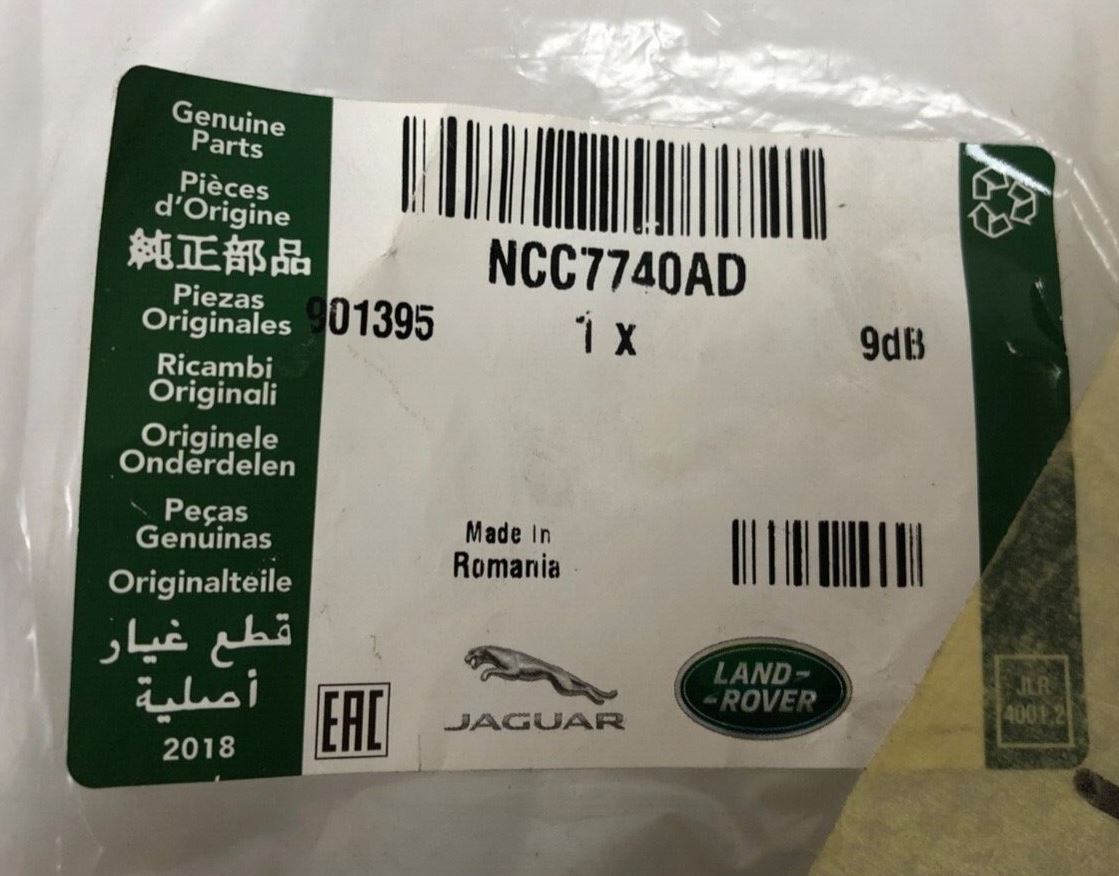 Genuine
Parts
Pièces
d'Origine
純正部品
Piezas
Originales
Ricambi
Originali
Originele
Onderdelen
Peças
Genuinas
Originalteile
قطع غيار
أصلية
2018
NCC7740AD
901395 1 X 9dB
Made In
Romania
EAC
JAGUAR
LAND-
-ROVER
JLR
4001.2